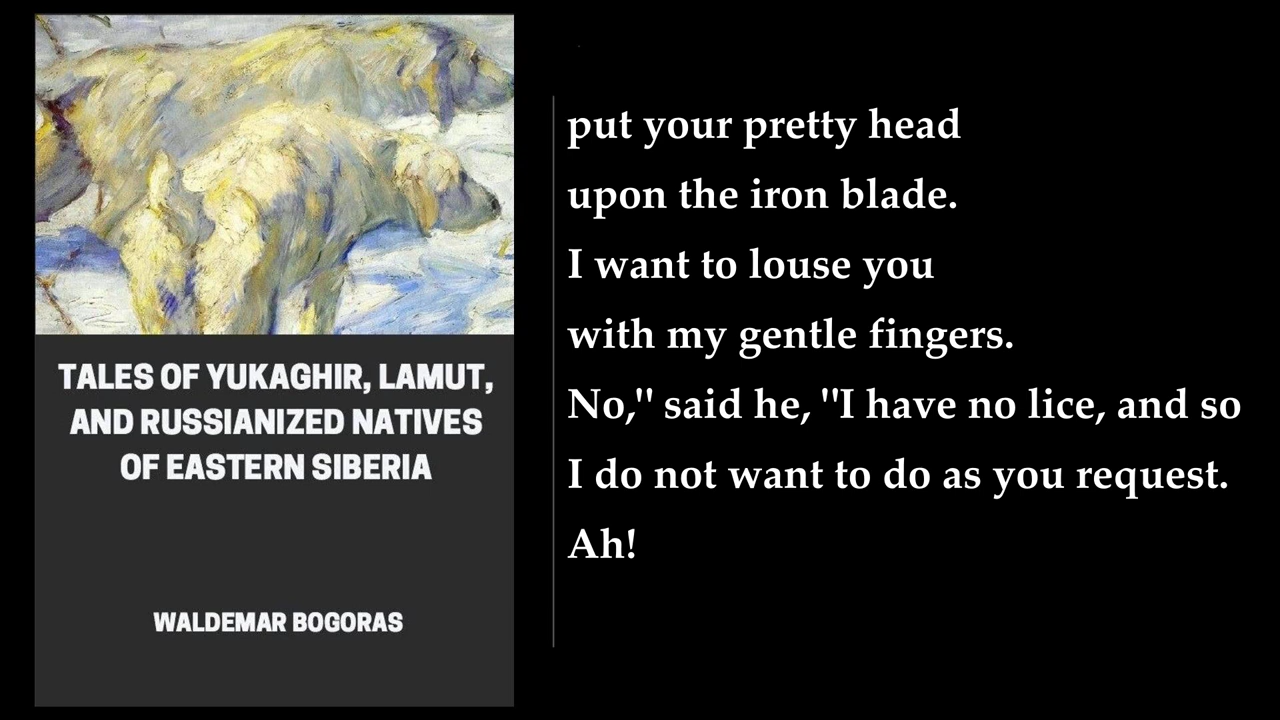 TALES OF YUKAGHIR, LAMUT,
AND RUSSIANIZED NATIVES
OF EASTERN SIBERIA
WALDEMAR BOGORAS
put your pretty head
upon the iron blade.
I want to louse you
with my gentle fingers.
No," said he, "I have no lice, and so
I do not want to do as you request.
Ah!